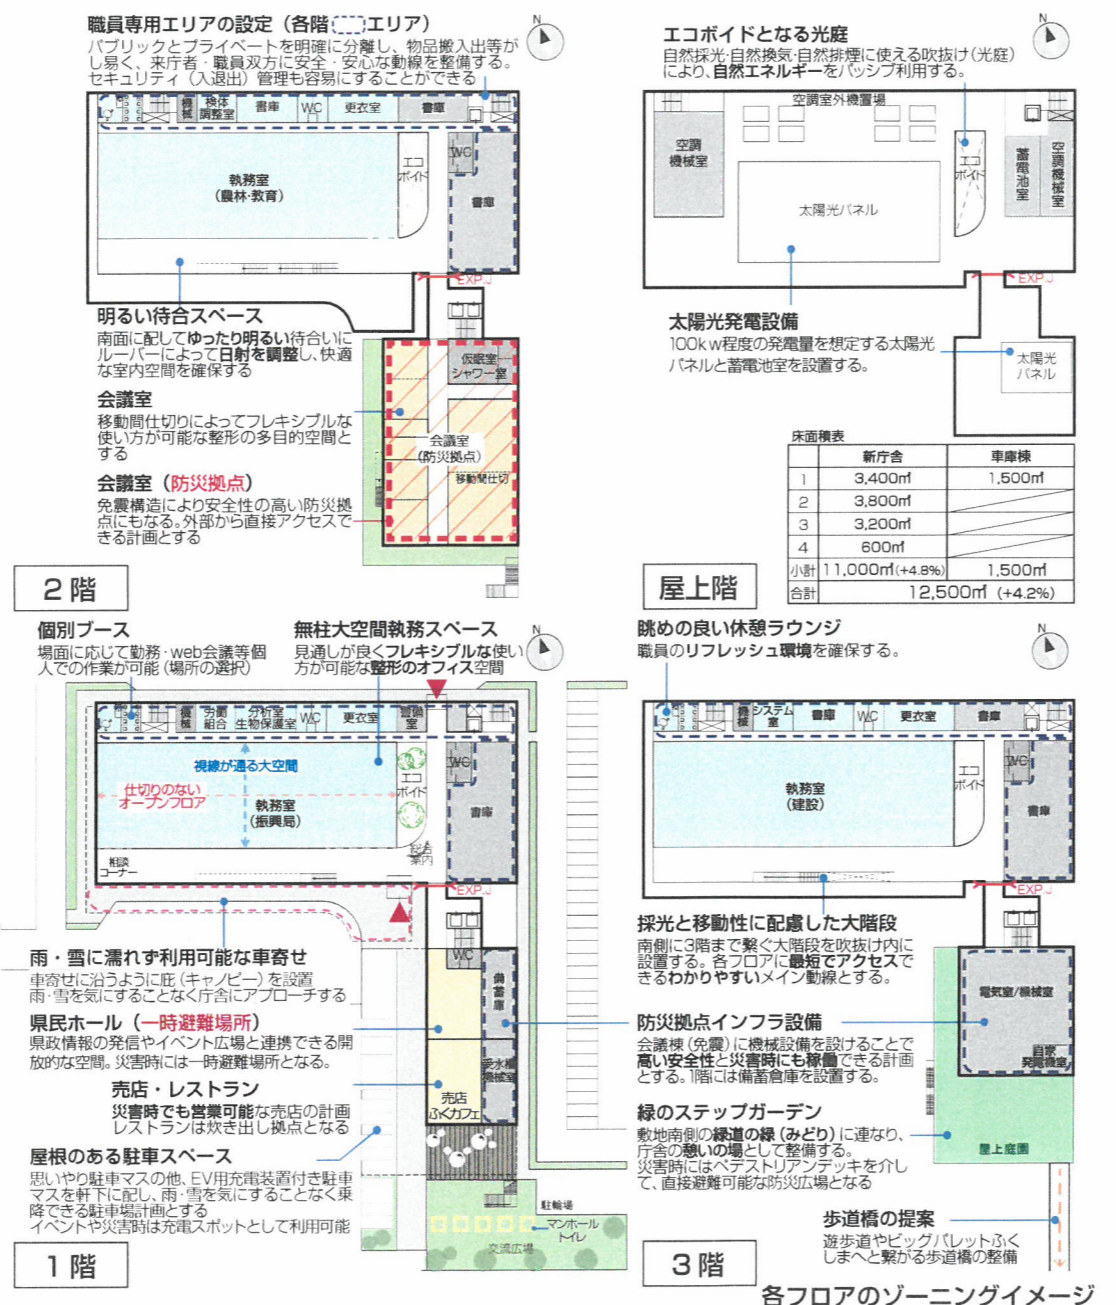 職員専用エリアの設定（各階エリア）
パブリックとプライベートを明確に分離し、物品搬入出等が
し易く、来庁者・職員双方に安全・安心な動線を整備する。
セキュリティ（入退出）管理も容易にすることができる
N
機械
検体調整室
書庫
WC
更衣室
書庫
執務室
（農林・教育）
エコボイド
WC
書庫
EXP.J
明るい待合スペース
南面に配してゆったり明るい待合いに
ルーバーによって日射を調整し、快適
な室内空間を確保する
会議室
移動間仕切りによってフレキシブルな
使い方が可能な整形の多目的空間と
する
会議室（防災拠点）
免震構造により安全性の高い防災拠
点にもなる。外部から直接アクセスで
きる計画とする
仮眠室
シャワー室
会議室
（防災拠点）
移動間仕切
2階
エコボイドとなる光庭
自然採光・自然換気・自然排煙に使える吹抜け（光庭）
により、自然エネルギーをパッシブ利用する。
N
空調室外機置場
空調機械室
エコボイド
蓄電池室
空調機械室
太陽光パネル
EXP.J
太陽光発電設備
100kw程度の発電量を想定する太陽光
パネルと蓄電池室を設置する。
太陽光
パネル
床面積表
新庁舎 車庫棟
1 3,400㎡ 1,500㎡
2 3,800㎡
3 3,200㎡
4 600㎡
小計 11,000㎡(+4.8%) 1,500㎡
合計 12,500㎡ (+4.2%)
屋上階
個別ブース
場面に応じて勤務・web会議等個
人での作業が可能（場所の選択）
無柱大空間執務スペース
見通しが良くフレキシブルな使い
方が可能な整形のオフィス空間
N
機械
労働組合
分析室
生物保護室
WC
更衣室
警備室
視線が通る大空間
仕切りのない
オープンフロア
執務室
（振興局）
エコボイド
WC
書庫
総合案内
相談
コーナー
EXP.J
雨・雪に濡れず利用可能な車寄せ
車寄せに沿うように庇（キャノピー）を設置
雨・雪を気にすることなく庁舎にアプローチする
県民ホール（一時避難場所）
県政情報の発信やイベント広場と連携できる開
放的な空間。災害時には一時避難場所となる。
売店・レストラン
災害時でも営業可能な売店の計画
レストランは炊き出し拠点となる
屋根のある駐車スペース
思いやり駐車マスの他、EV用充電装置付き駐車
マスを軒下に配し、雨・雪を気にすることなく乗
降できる駐車場計画とする
イベントや災害時は充電スポットとして利用可能
WC
備蓄庫
受水槽
機械室
売店
ふくカフェ
駐輪場
マンホール
トイレ
交流広場
1階
眺めの良い休憩ラウンジ
職員のリフレッシュ環境を確保する。
N
機械
システム室
書庫
WC
更衣室
書庫
執務室
（建設）
エコボイド
WC
書庫
EXP.J
採光と移動性に配慮した大階段
南側に3階まで繋ぐ大階段を吹抜け内に
設置する。各フロアに最短でアクセスで
きるわかりやすいメイン動線とする。
防災拠点インフラ設備
会議棟（免震）に機械設備を設けることで
高い安全性と災害時にも稼働できる計画
とする。1階には備蓄倉庫を設置する。
緑のステップガーデン
敷地南側の緑道の緑（みどり）に連なり、
庁舎の憩いの場として整備する。
災害時にはペデストリアンデッキを介し
て、直接避難可能な防災広場となる
電気室/機械室
自家発電機室
屋上庭園
歩道橋の提案
遊歩道やビッグパレットふく
しまへと繋がる歩道橋の整備
3階
各フロアのゾーニングイメージ